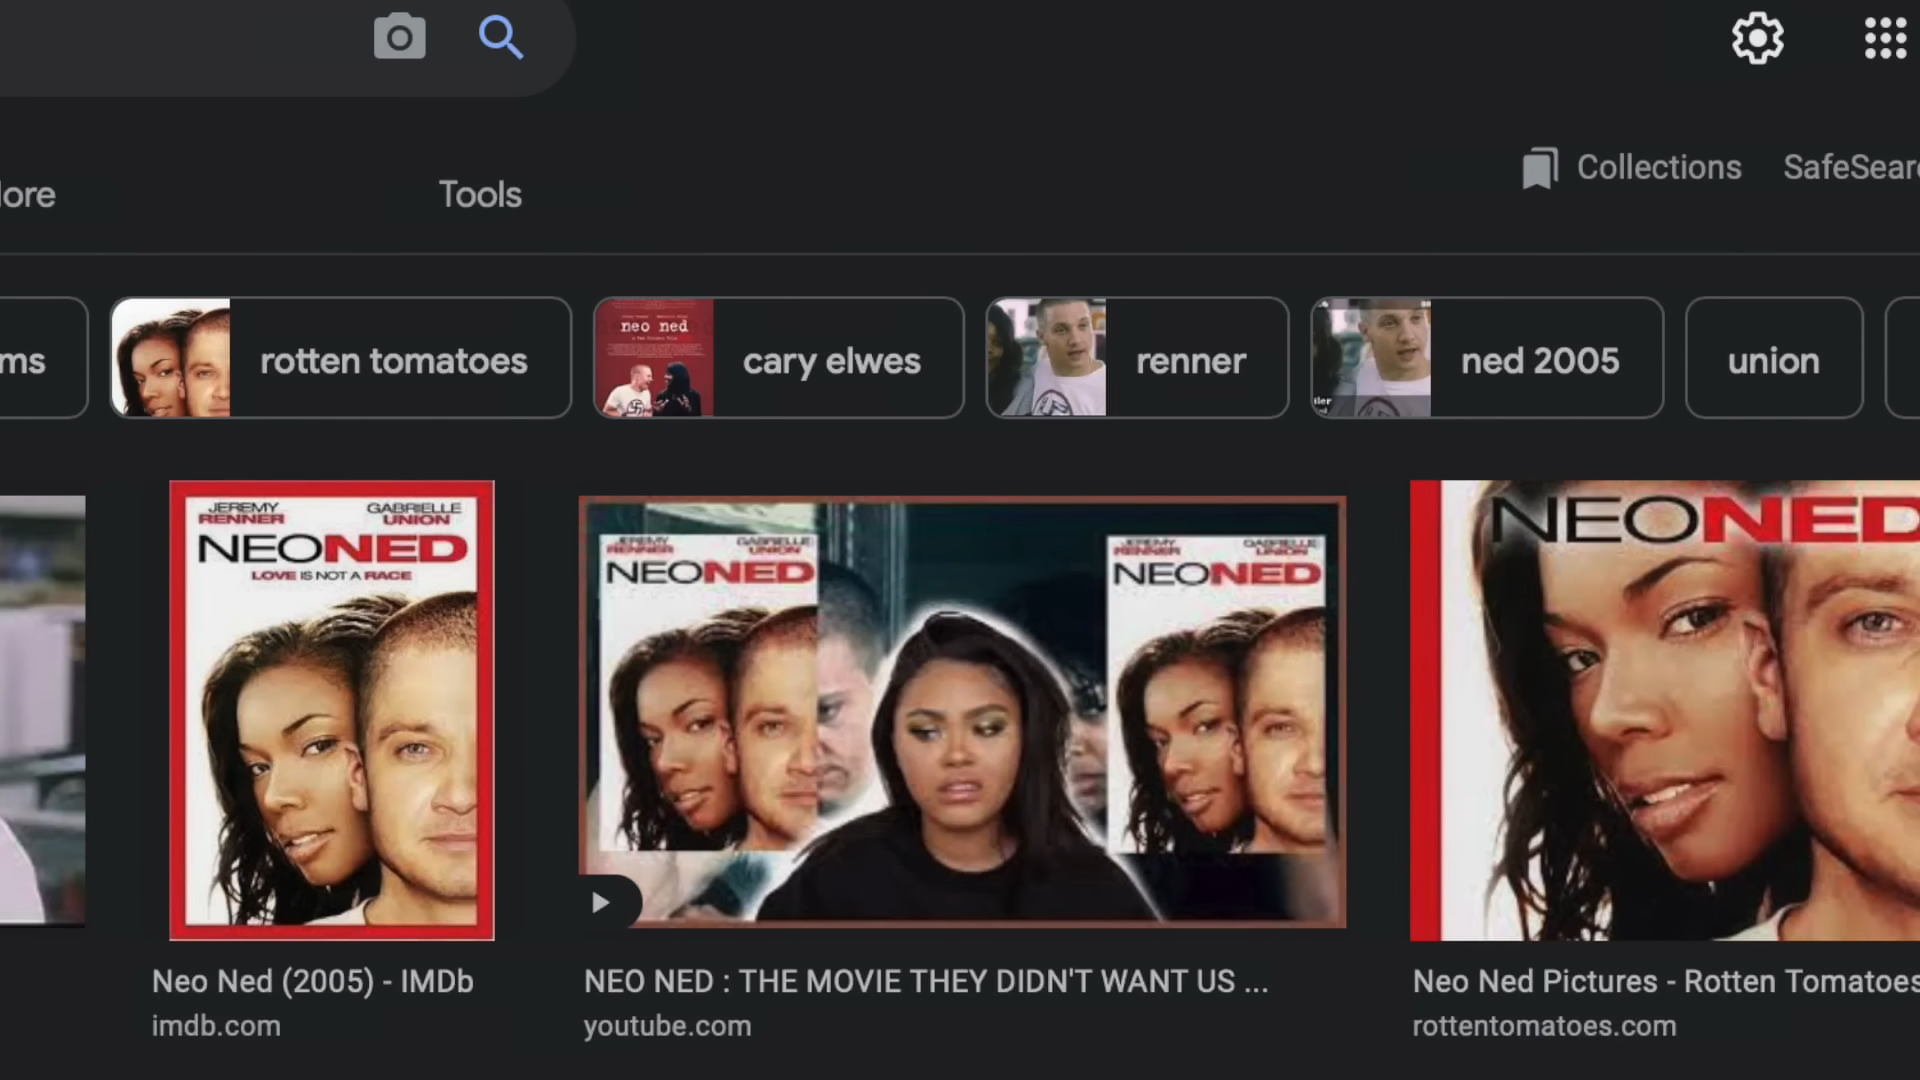 ore
Tools
Collections
SafeSear
ms
rotten tomatoes
neo ned
cary elwes
renner
ned 2005
union
JEREMY RENNER
GABRIELLE UNION
NEONED
LOVE IS NOT A RACE
JEREMY RENNER
GABRIELLE UNION
NEONED
JEREMY RENNER
GABRIELLE UNION
NEONED
NEONED
Neo Ned (2005) - IMDb
imdb.com
NEO NED : THE MOVIE THEY DIDN'T WANT US ...
youtube.com
Neo Ned Pictures - Rotten Tomatoes
rottentomatoes.com